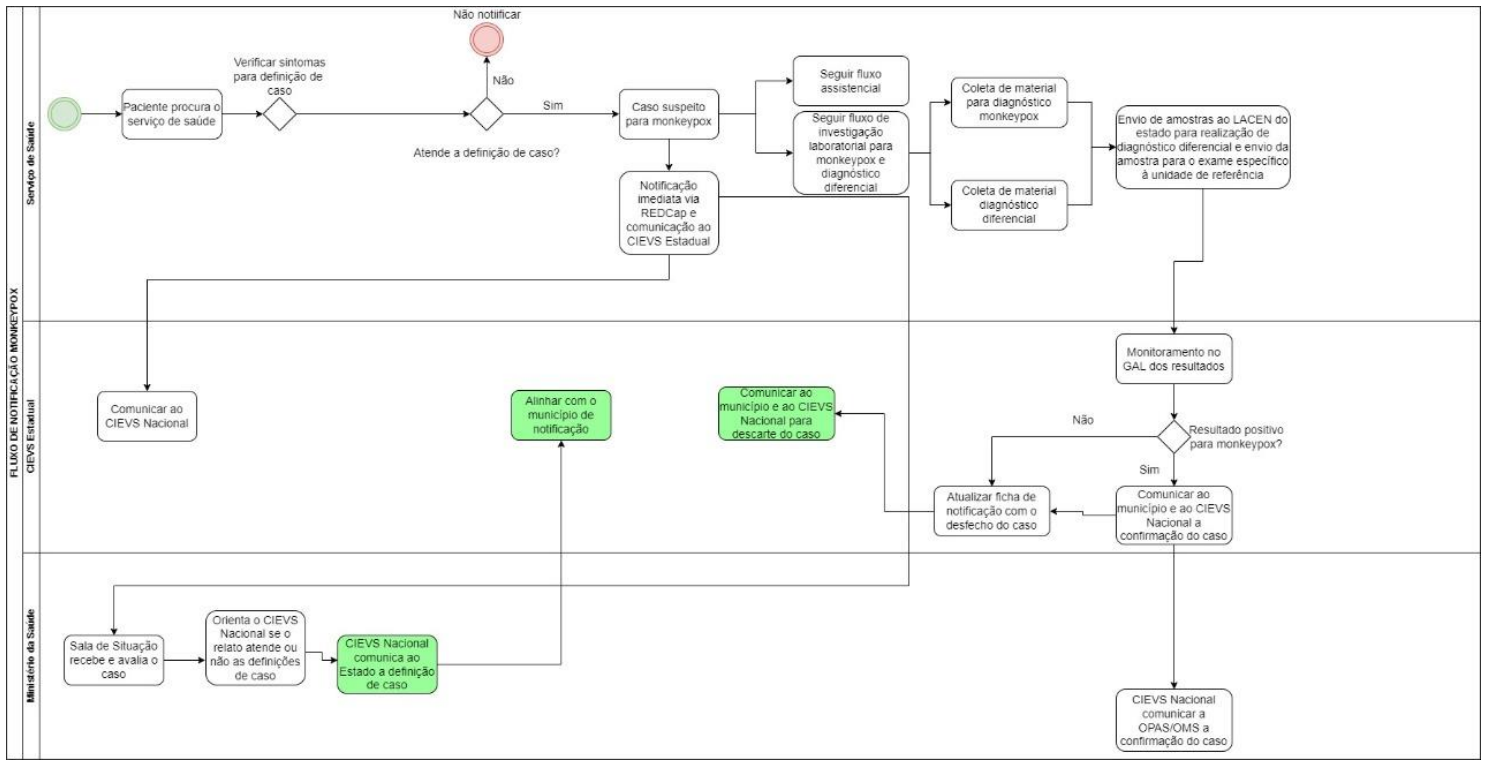 FLUXO DE NOTIFICAÇÃO MONKEYPOX
Serviço de Saúde
Não notiificar
Verificar sintomas
para definição de
caso
Não
Sim
Atende a definição de caso?
Paciente procura o
serviço de saúde
Caso suspeito
para monkeypox
Seguir fluxo
assistencial
Seguir fluxo de
investigação
laboratorial para
monkeypox e
diagnóstico
diferencial
Coleta de material
para diagnóstico
monkeypox
Coleta de material
diagnóstico
diferencial
Envio de amostras ao LACEN do
estado para realização de
diagnóstico diferencial e envio da
amostra para o exame específico
à unidade de referência
Notificação
imediata via
REDCap e
comunicação ao
CIEVS Estadual
CIEVS Estadual
Comunicar ao
CIEVS Nacional
Alinhar com o
município de
notificação
Comunicar ao
município e ao CIEVS
Nacional para
descarte do caso
Monitoramento no
GAL dos resultados
Não
Resultado positivo
para monkeypox?
Sim
Atualizar ficha de
notificação com o
desfecho do caso
Comunicar ao
município e ao CIEVS
Nacional a
confirmação do caso
Ministério da Saúde
Sala de Situação
recebe e avalia o
caso
Orienta o CIEVS
Nacional se o
relato atende ou
não as definições
de caso
CIEVS Nacional
comunica ao
Estado a definição
de caso
CIEVS Nacional
comunicar a
OPAS/OMS a
confirmação do caso